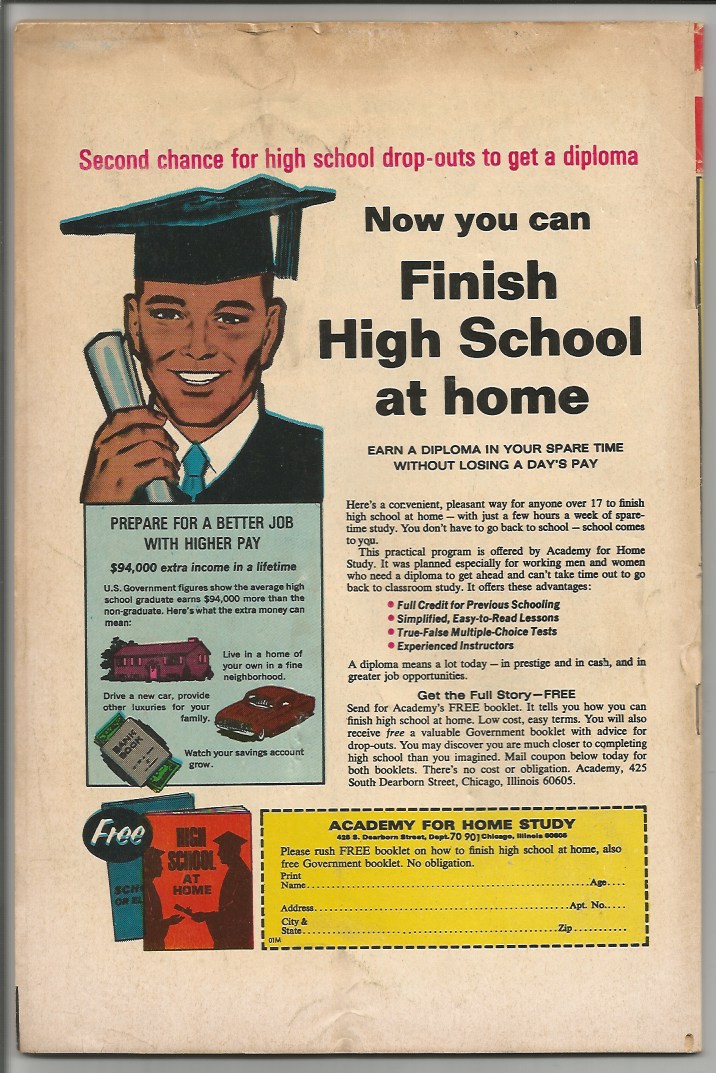 Second chance for high school drop-outs to get a diploma
Now you can
Finish
High School
at home
EARN A DIPLOMA IN YOUR SPARE TIME
WITHOUT LOSING A DAY'S PAY
PREPARE FOR A BETTER JOB
WITH HIGHER PAY
$94,000 extra income in a lifetime
U.S. Government figures show the average high
school graduate earns $94,000 more than the
non-graduate. Here's what the extra money can
mean:
Live in a home of
your own in a fine
neighborhood.
Drive a new car, provide
other luxuries for your
family.
BANK
BOOK
Watch your savings account
grow.
Here's a convenient, pleasant way for anyone over 17 to finish
high school at home — with just a few hours a week of spare-
time study. You don't have to go back to school — school comes
to you.
This practical program is offered by Academy for Home
Study. It was planned especially for working men and women
who need a diploma to get ahead and can't take time out to go
back to classroom study. It offers these advantages:
• Full Credit for Previous Schooling
• Simplified, Easy-to-Read Lessons
• True-False Multiple-Choice Tests
• Experienced Instructors
A diploma means a lot today — in prestige and in cash, and in
greater job opportunities.
Get the Full Story—FREE
Send for Academy's FREE booklet. It tells you how you can
finish high school at home. Low cost, easy terms. You will also
receive free a valuable Government booklet with advice for
drop-outs. You may discover you are much closer to completing
high school than you imagined. Mail coupon below today for
both booklets. There's no cost or obligation. Academy, 425
South Dearborn Street, Chicago, Illinois 60605.
Free
SCH
OR EL
HIGH
SCHOOL
AT
HOME
ACADEMY FOR HOME STUDY
425 S. Dearborn Street, Dept. 70 901 Chicago, Illinois 60605
Please rush FREE booklet on how to finish high school at home, also
free Government booklet. No obligation.
Print
Name Age
Address Apt. No.
City &
State Zip
01M